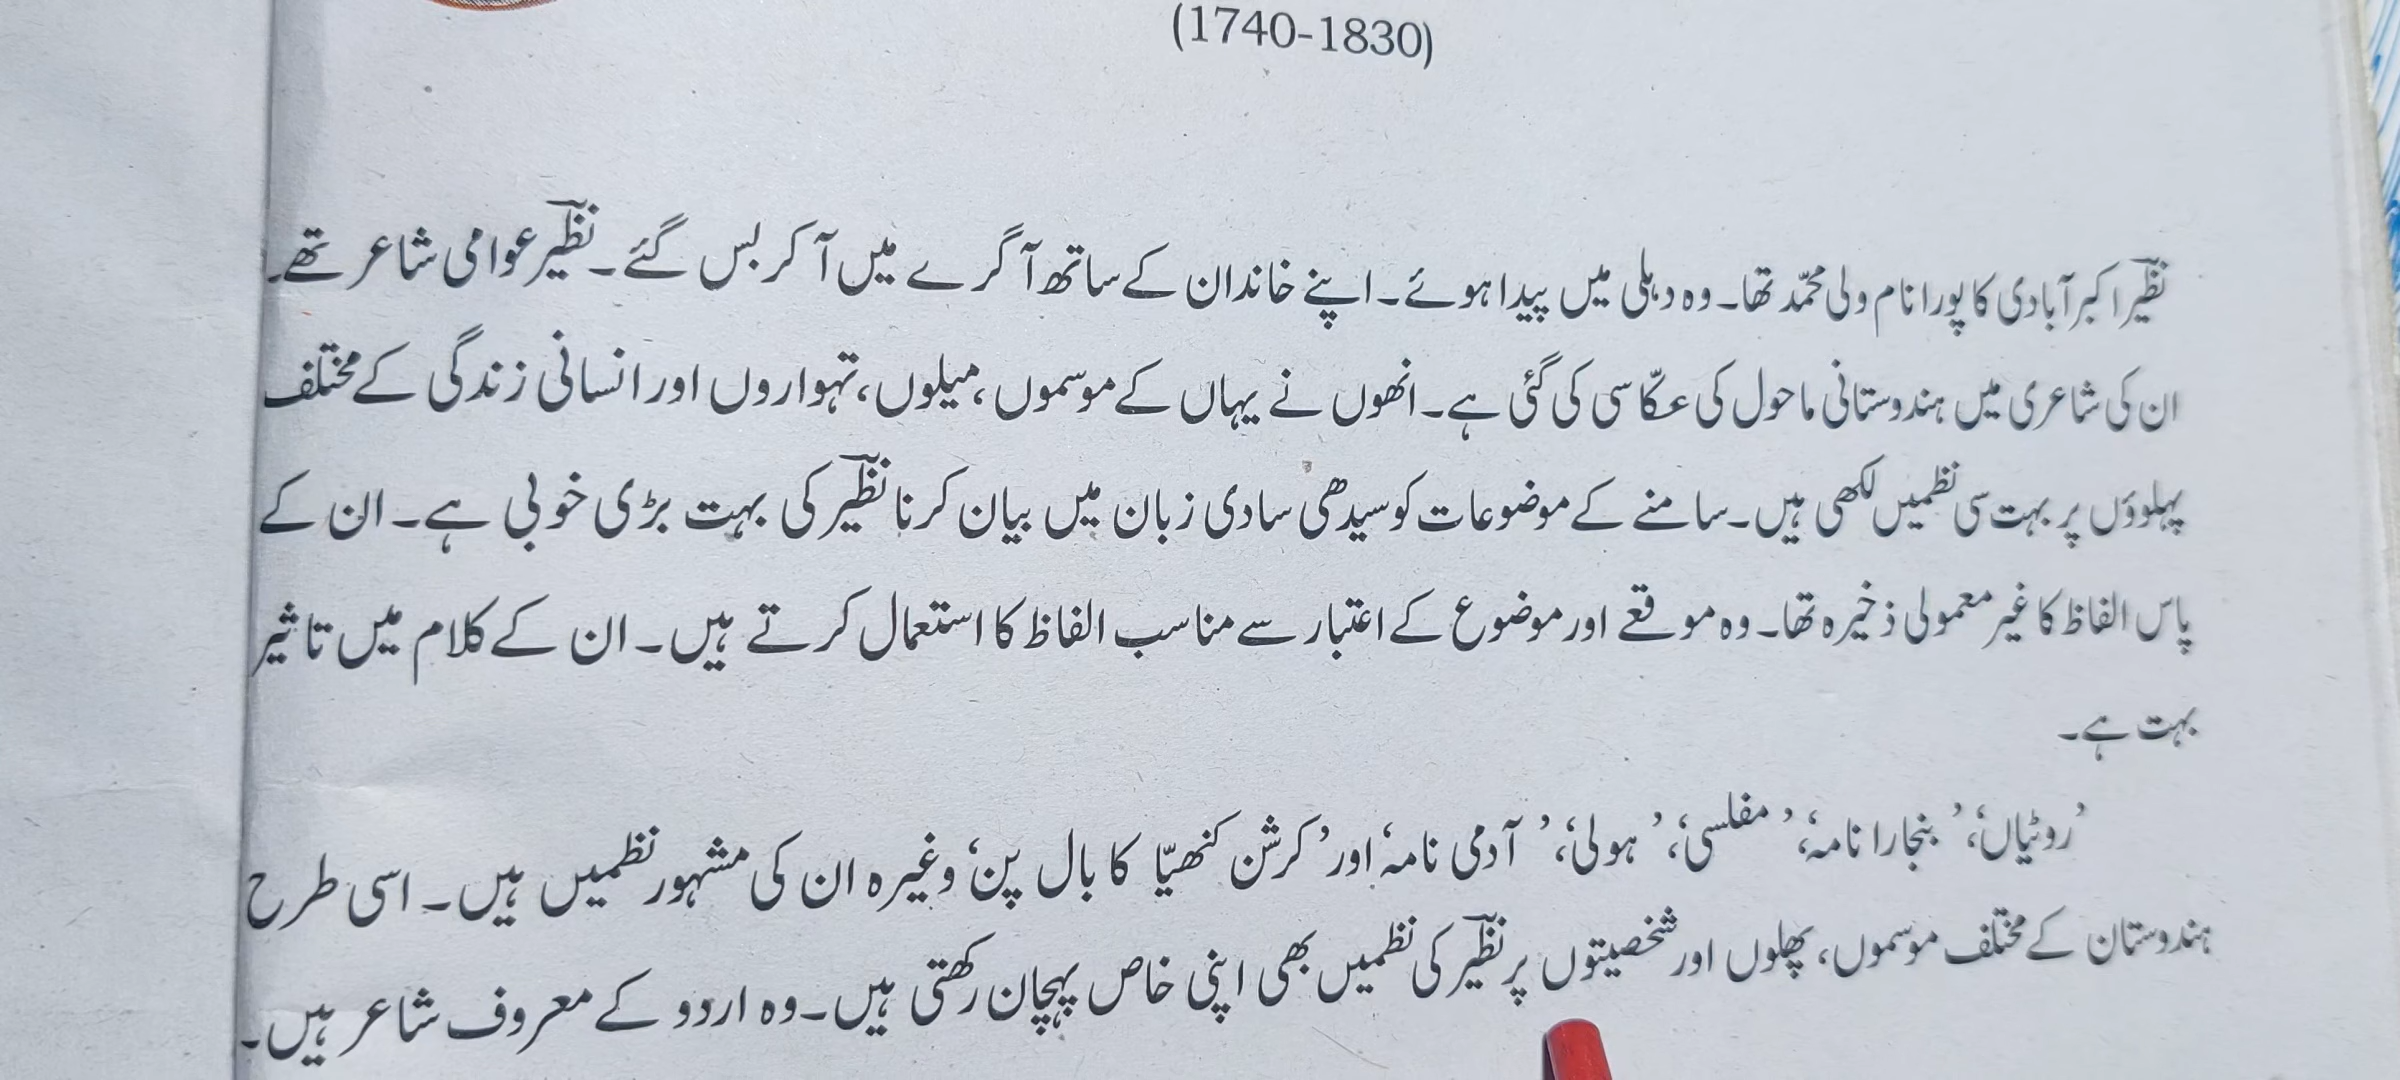 (1740-1830)
نظیرؔ اکبر آبادی کا پورا نام ولی محمّد تھا۔ وہ دہلی میں پیدا ہوئے۔ اپنے خاندان کے ساتھ آگرے میں آکر بس گئے۔ نظیرؔ عوامی شاعر تھے۔
ان کی شاعری میں ہندوستانی ماحول کی عکّاسی کی گئی ہے۔ انھوں نے یہاں کے موسموں، میلوں، تہواروں اور انسانی زندگی کے مختلف
پہلوؤں پر بہت سی نظمیں لکھی ہیں۔ سامنے کے موضوعات کو سیدھی سادی زبان میں بیان کرنا نظیرؔ کی بہت بڑی خوبی ہے۔ ان کے
پاس الفاظ کا غیر معمولی ذخیرہ تھا۔ وہ موقعے اور موضوع کے اعتبار سے مناسب الفاظ کا استعمال کرتے ہیں۔ ان کے کلام میں تاثیر
بہت ہے۔
’روٹیاں‘، ’بنجارا نامہ‘، ’مفلسی‘، ’ہولی‘، ’آدمی نامہ‘ اور ’کرشن کنھیّا کا بال پن‘ وغیرہ ان کی مشہور نظمیں ہیں۔ اسی طرح
ہندوستان کے مختلف موسموں، پھلوں اور شخصیتوں پر نظیرؔ کی نظمیں بھی اپنی خاص پہچان رکھتی ہیں۔ وہ اردو کے معروف شاعر ہیں۔